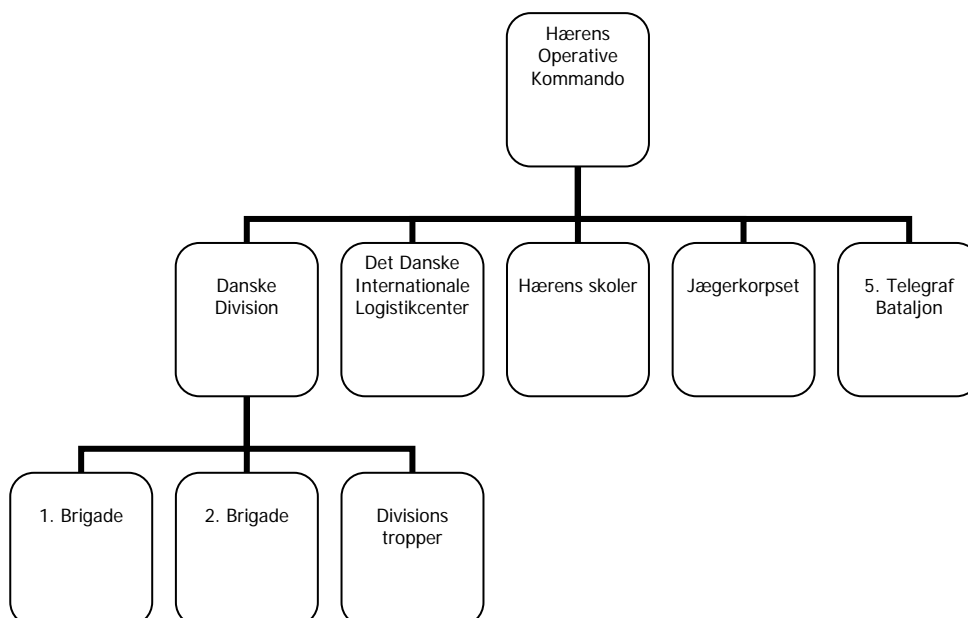 Hærens
Operative
Kommando
Danske
Division
Det Danske
Internationale
Logistikcenter
Hærens skoler
Jægerkorpset
5. Telegraf
Bataljon
1. Brigade
2. Brigade
Divisions
tropper